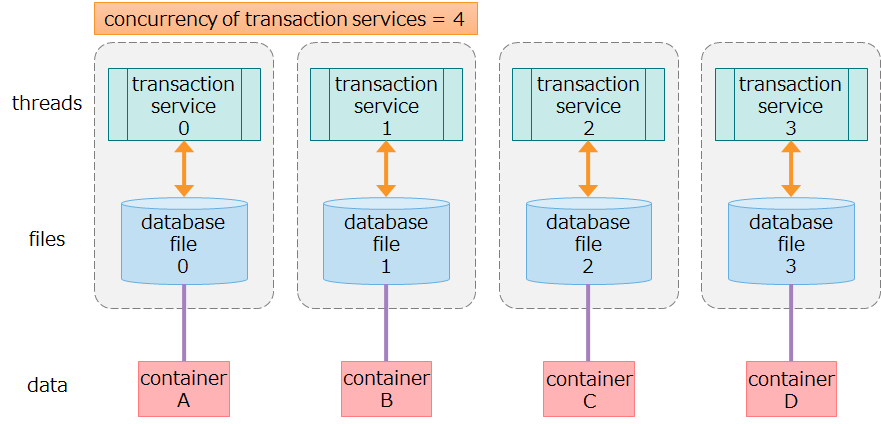 concurrency of transaction services = 4
threads
transaction
service
0
transaction
service
1
transaction
service
2
transaction
service
3
files
database
file
0
database
file
1
database
file
2
database
file
3
data
container
A
container
B
container
C
container
D